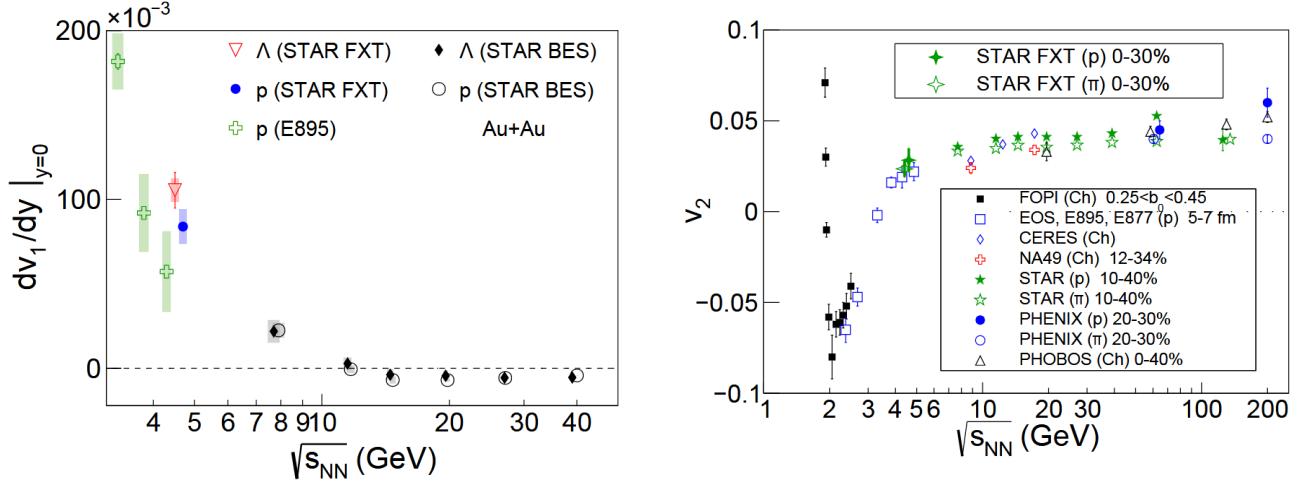 ×10⁻³
200
100
0
dv₁/dy |y=0
Λ (STAR FXT)
p (STAR FXT)
p (E895)
Λ (STAR BES)
p (STAR BES)
Au+Au
4 5 6 7 8 9 10 20 30 40
√sNN (GeV)
0.1
0.05
0
−0.05
−0.1
v₂
STAR FXT (p) 0-30%
STAR FXT (π) 0-30%
FOPI (Ch) 0.25<b₀<0.45
EOS, E895, E877 (p) 5-7 fm
CERES (Ch)
NA49 (Ch) 12-34%
STAR (p) 10-40%
STAR (π) 10-40%
PHENIX (p) 20-30%
PHENIX (π) 20-30%
PHOBOS (Ch) 0-40%
1 2 3 4 5 6 10 20 30 100 200
√sNN (GeV)